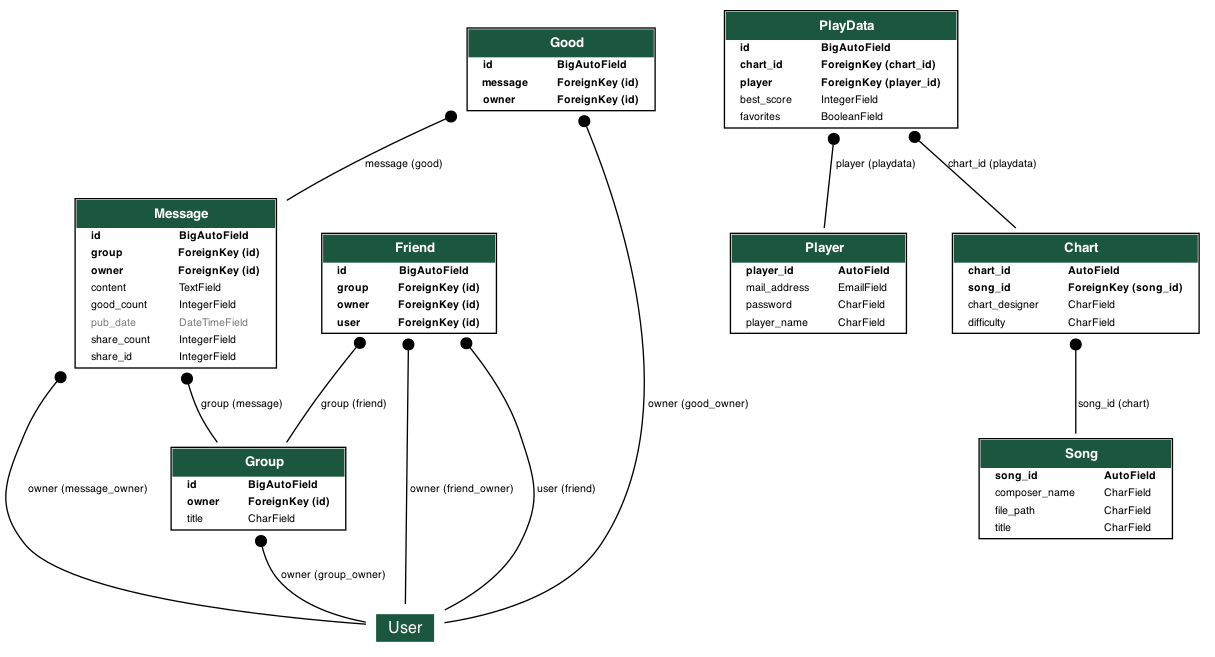 Good
id BigAutoField
message ForeignKey (id)
owner ForeignKey (id)
PlayData
id BigAutoField
chart_id ForeignKey (chart_id)
player ForeignKey (player_id)
best_score IntegerField
favorites BooleanField
message (good)
player (playdata)
chart_id (playdata)
Message
id BigAutoField
group ForeignKey (id)
owner ForeignKey (id)
content TextField
good_count IntegerField
pub_date DateTimeField
share_count IntegerField
share_id IntegerField
Friend
id BigAutoField
group ForeignKey (id)
owner ForeignKey (id)
user ForeignKey (id)
Player
player_id AutoField
mail_address EmailField
password CharField
player_name CharField
Chart
chart_id AutoField
song_id ForeignKey (song_id)
chart_designer CharField
difficulty CharField
group (message)
group (friend)
owner (good_owner)
song_id (chart)
Group
id BigAutoField
owner ForeignKey (id)
title CharField
Song
song_id AutoField
composer_name CharField
file_path CharField
title CharField
owner (message_owner)
owner (friend_owner)
user (friend)
owner (group_owner)
User